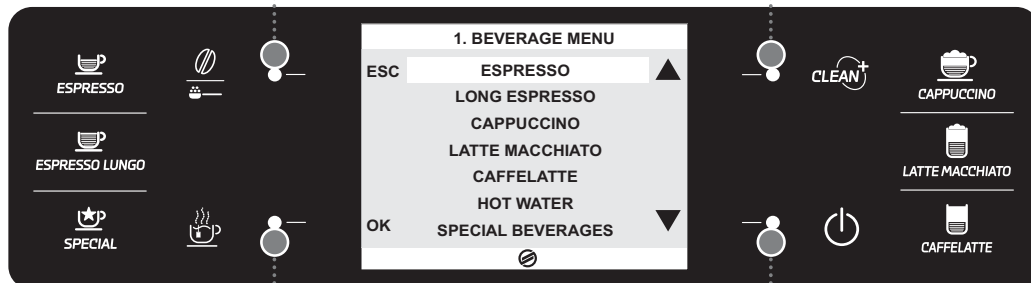 ESPRESSO
ESPRESSO LUNGO
SPECIAL
1. BEVERAGE MENU
ESC
ESPRESSO
LONG ESPRESSO
CAPPUCCINO
LATTE MACCHIATO
CAFFELATTE
HOT WATER
OK
SPECIAL BEVERAGES
CLEAN+
CAPPUCCINO
LATTE MACCHIATO
CAFFELATTE